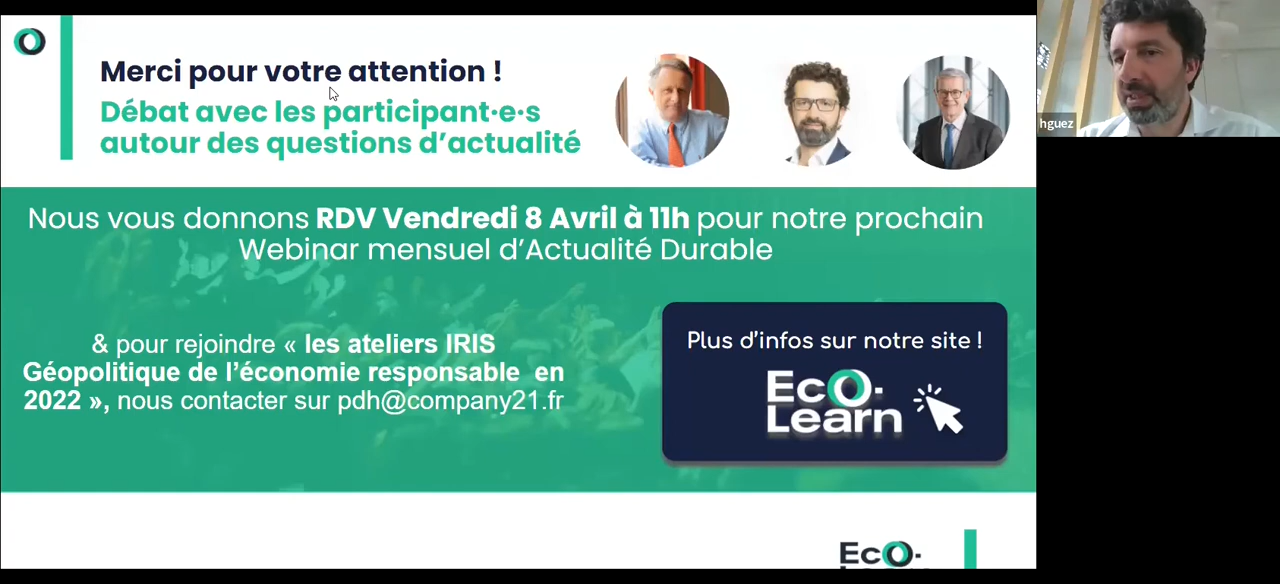 Merci pour votre attention !
Débat avec les participant·e·s
autour des questions d'actualité
hguez
Nous vous donnons RDV Vendredi 8 Avril à 11h pour notre prochain
Webinar mensuel d'Actualité Durable
& pour rejoindre « les ateliers IRIS
Géopolitique de l'économie responsable en
2022 », nous contacter sur pdh@company21.fr
Plus d'infos sur notre site !
Eco-
Learn
Eco-